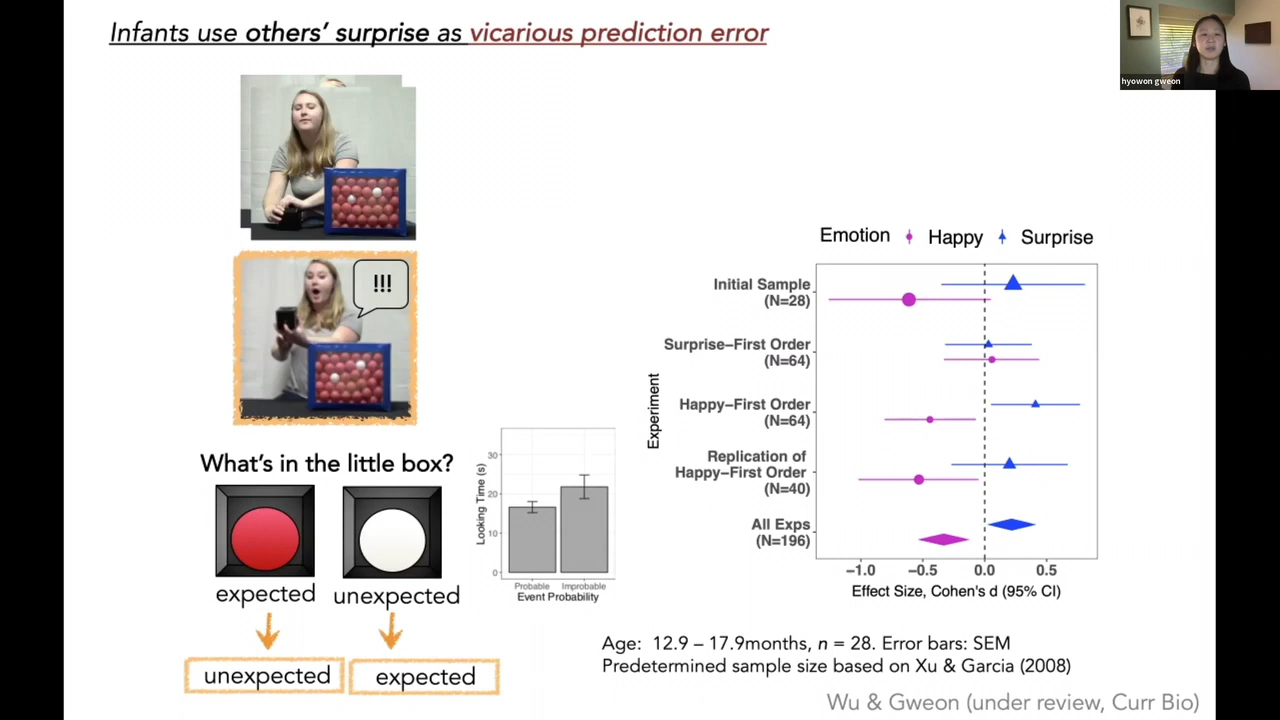 Infants use others' surprise as vicarious prediction error
hyowon gweon
!!!
Emotion Happy Surprise
Initial Sample
(N=28)
Surprise–First Order
(N=64)
Happy–First Order
(N=64)
Replication of
Happy–First Order
(N=40)
All Exps
(N=196)
Experiment
−1.0 −0.5 0.0 0.5
Effect Size, Cohen's d (95% CI)
What's in the little box?
expected unexpected
unexpected expected
Looking Time (s)
30
20
10
0
Probable Improbable
Event Probability
Age: 12.9 – 17.9months, n = 28. Error bars: SEM
Predetermined sample size based on Xu & Garcia (2008)
Wu & Gweon (under review, Curr Bio)